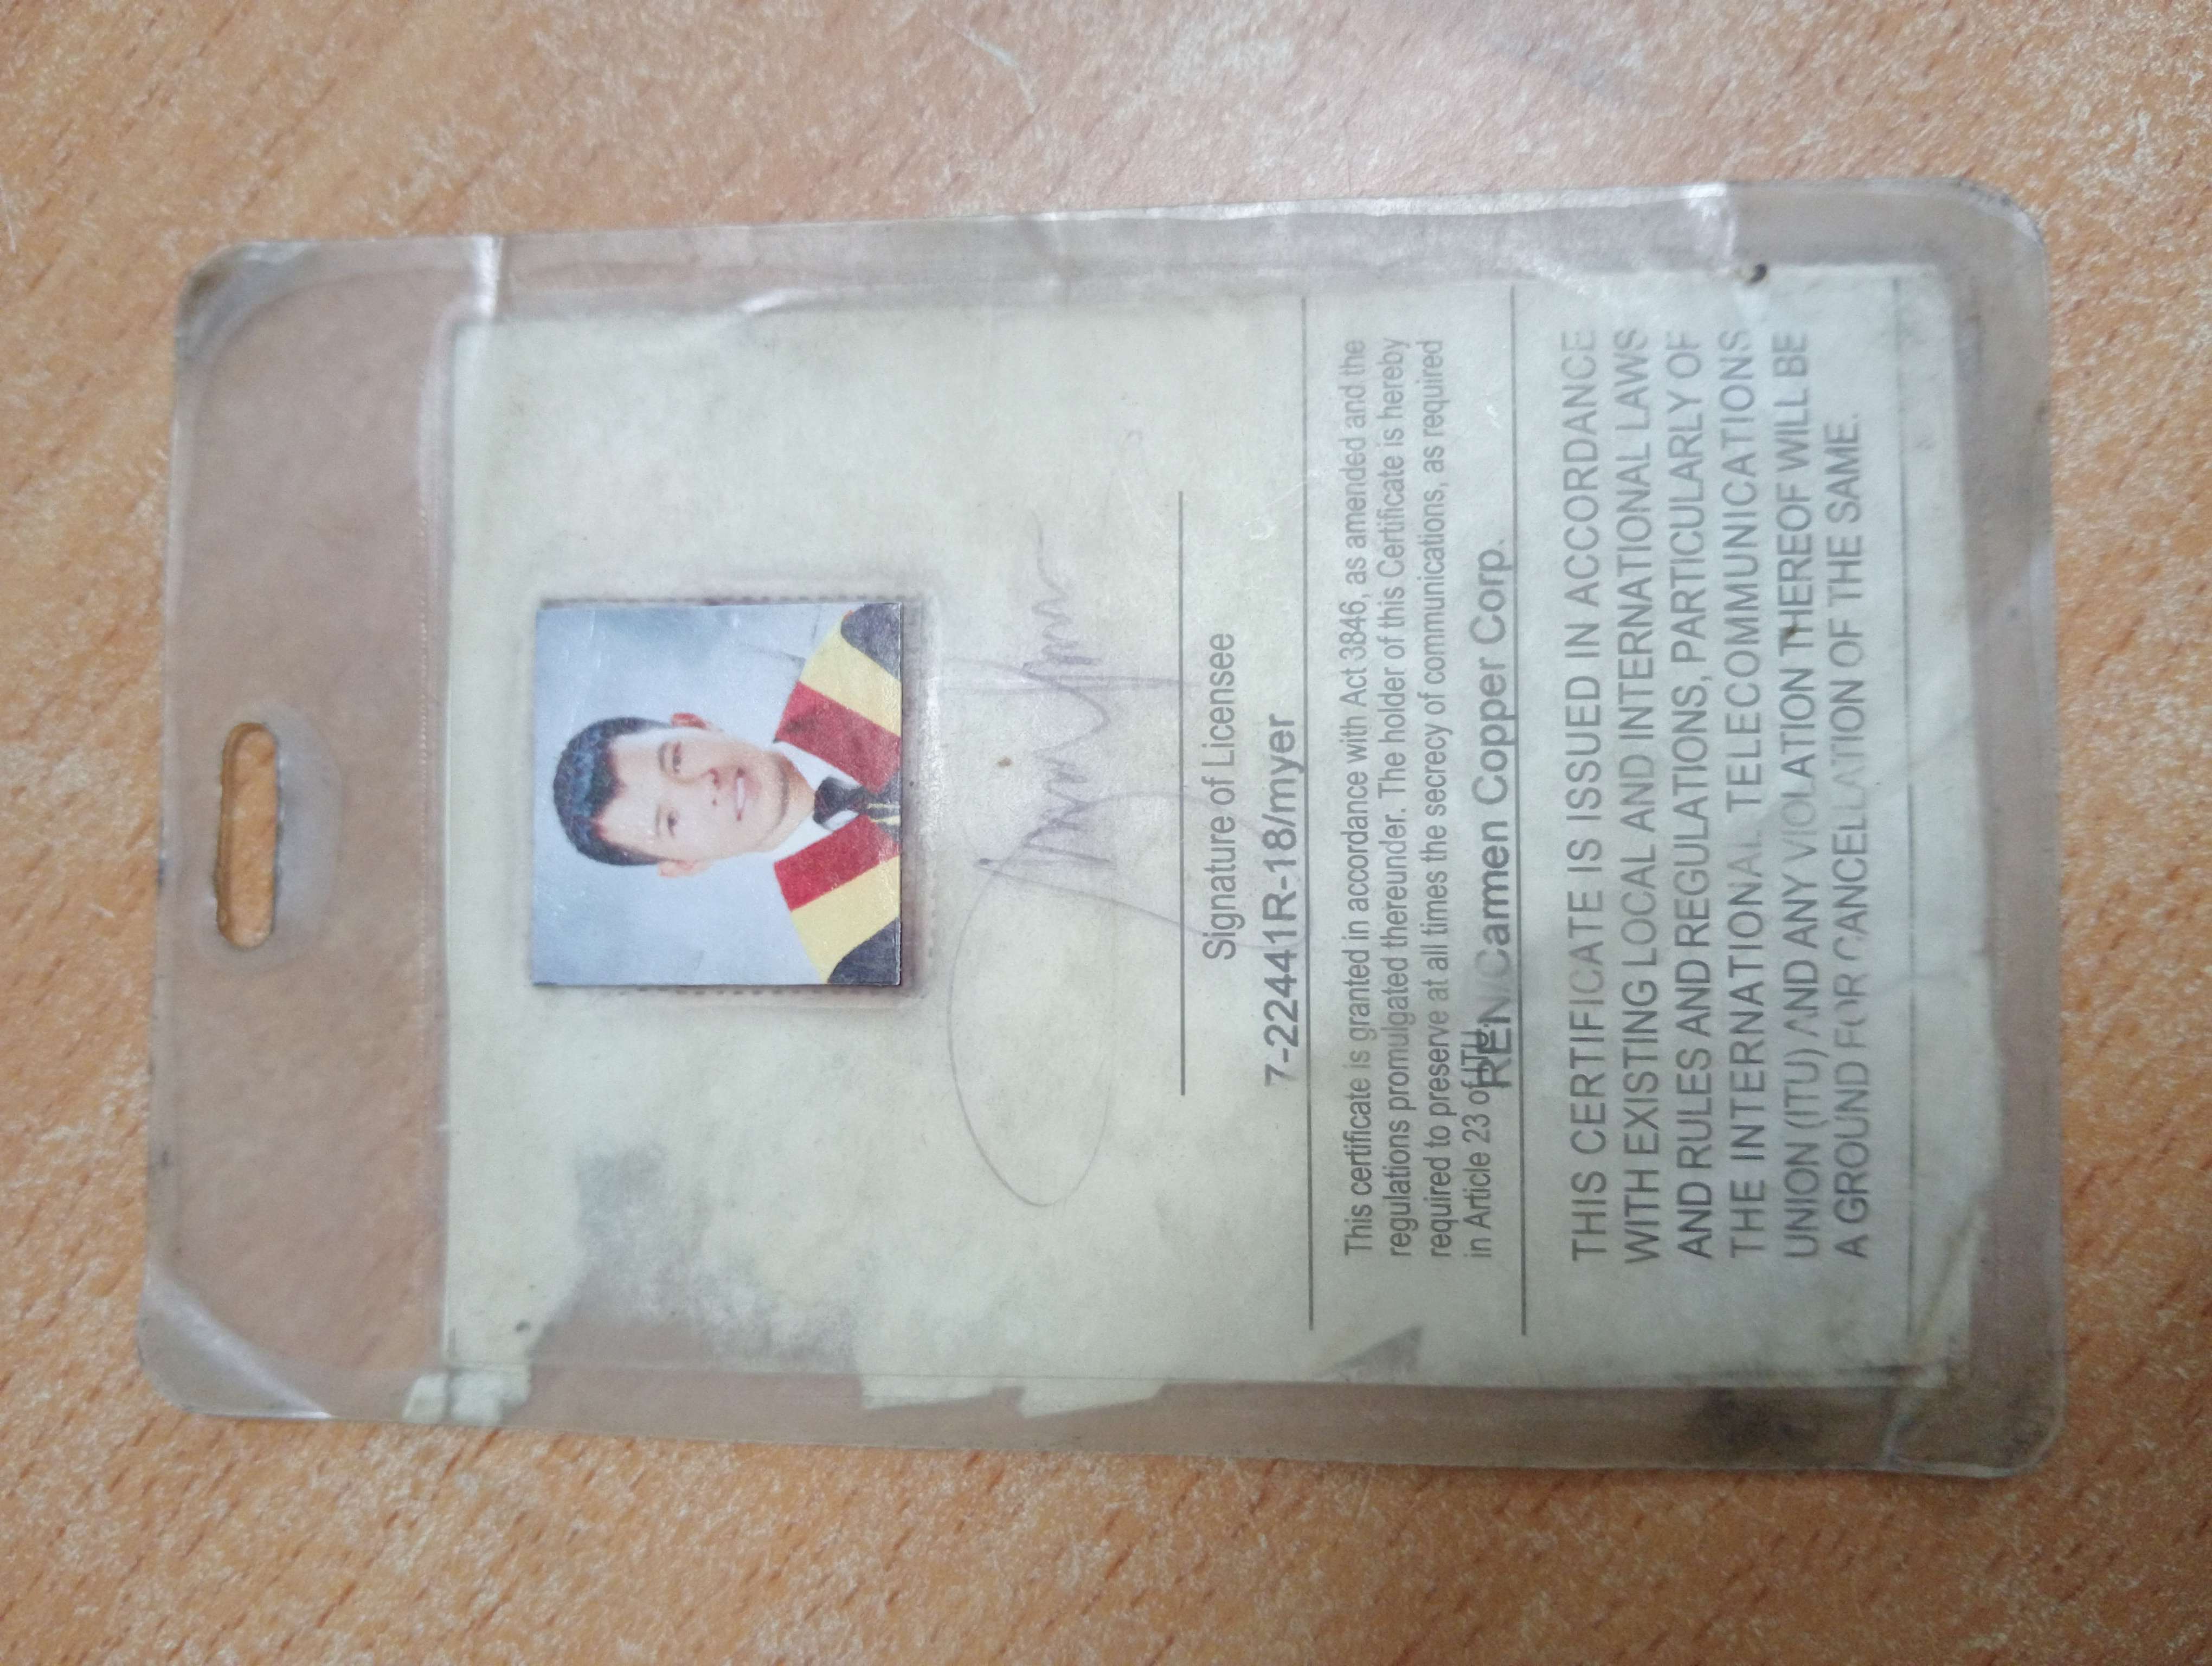 Signature of Licensee
7-22441R-18/myer
This certificate is granted in accordance with Act 3846, as amended and the
regulations promulgated thereunder. The holder of this Certificate is hereby
required to preserve at all times the secrecy of communications, as required
in Article 23 of ITU.
REN/Carmen Copper Corp.
THIS CERTIFICATE IS ISSUED IN ACCORDANCE
WITH EXISTING LOCAL AND INTERNATIONAL LAWS
AND RULES AND REGULATIONS, PARTICULARLY OF
THE INTERNATIONAL TELECOMMUNICATIONS
UNION (ITU) AND ANY VIOLATION THEREOF WILL BE
A GROUND FOR CANCELLATION OF THE SAME.